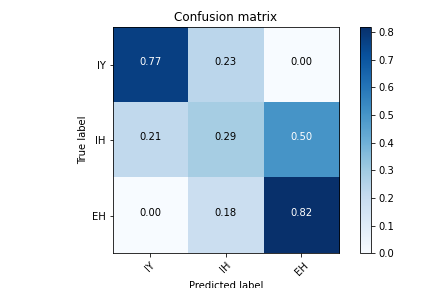 Confusion matrix
IY 0.77 0.23 0.00
IH 0.21 0.29 0.50
EH 0.00 0.18 0.82
IY IH EH
True label
Predicted label
0.8
0.7
0.6
0.5
0.4
0.3
0.2
0.1
0.0